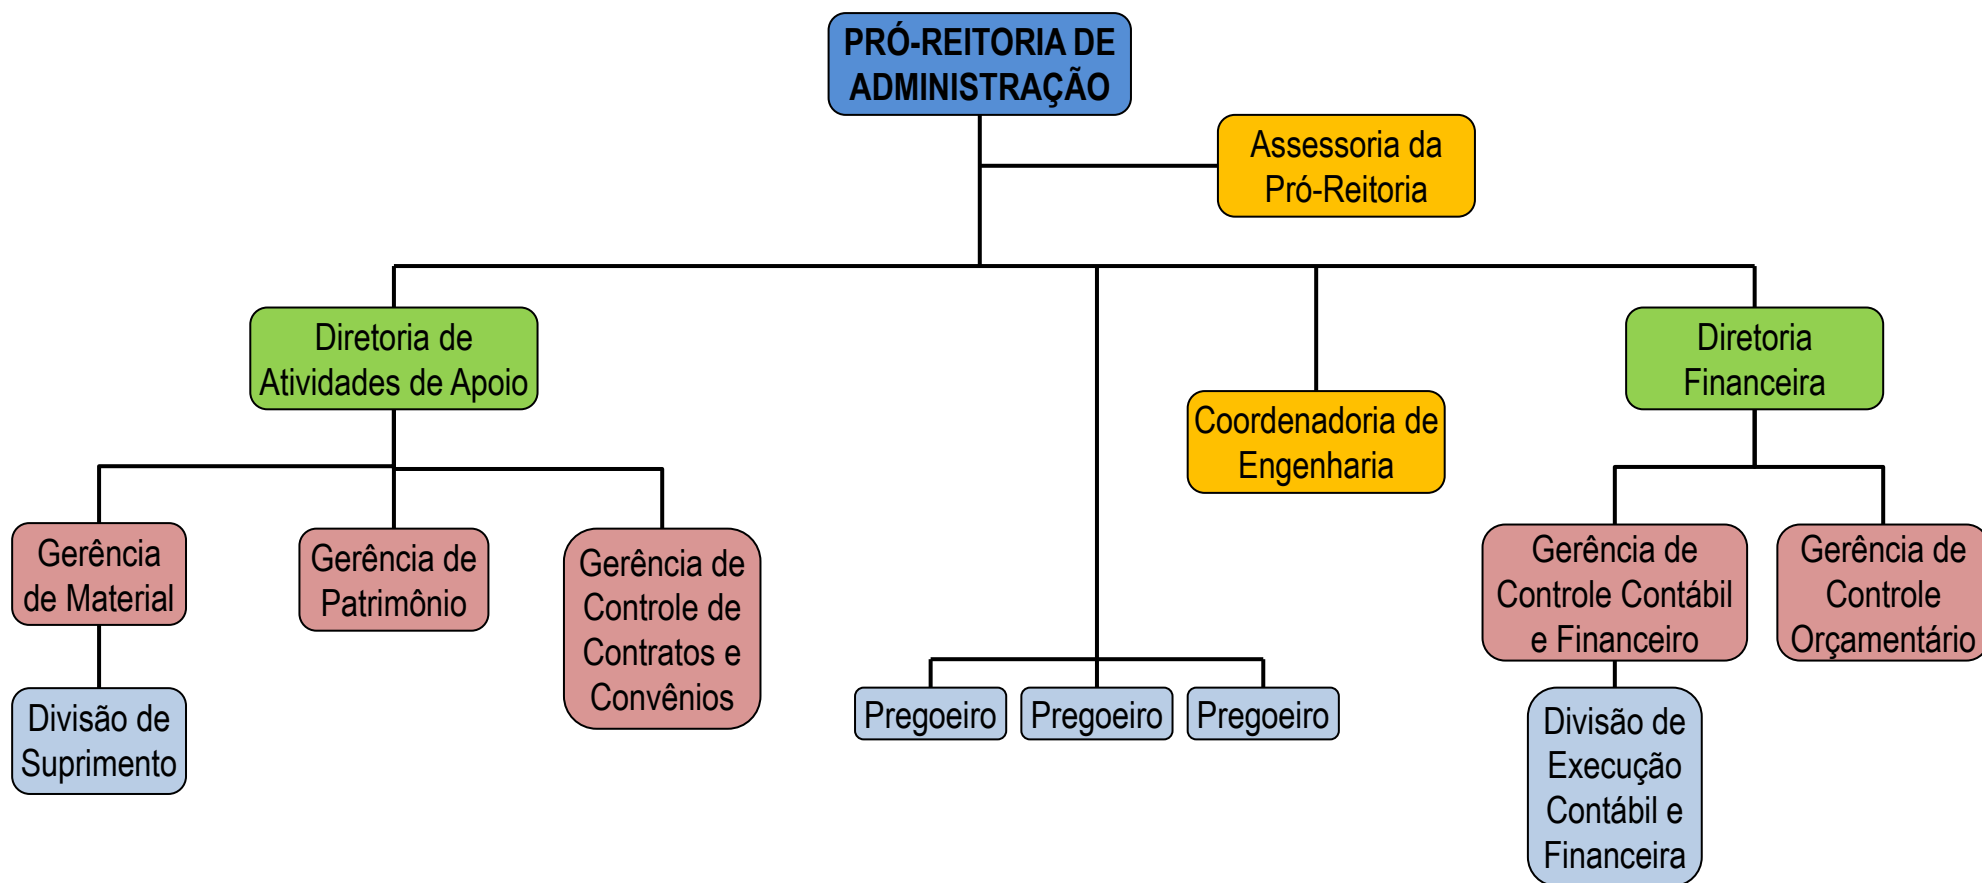 PRÓ-REITORIA DE
ADMINISTRAÇÃO
Assessoria da
Pró-Reitoria
Diretoria de
Atividades de Apoio
Diretoria
Financeira
Coordenadoria de
Engenharia
Gerência
de Material
Gerência de
Patrimônio
Gerência de
Controle de
Contratos e
Convênios
Gerência de
Controle Contábil
e Financeiro
Gerência de
Controle
Orçamentário
Divisão de
Suprimento
Pregoeiro
Pregoeiro
Pregoeiro
Divisão de
Execução
Contábil e
Financeira